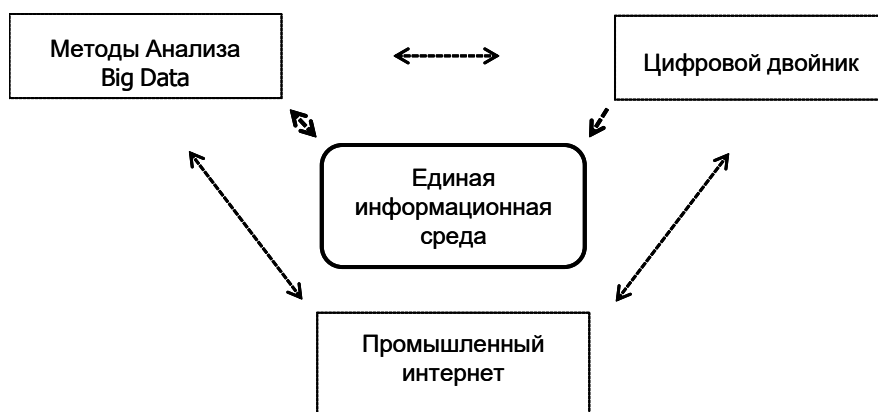 Методы Анализа
Big Data
Цифровой двойник
Единая
информационная
среда
Промышленный
интернет